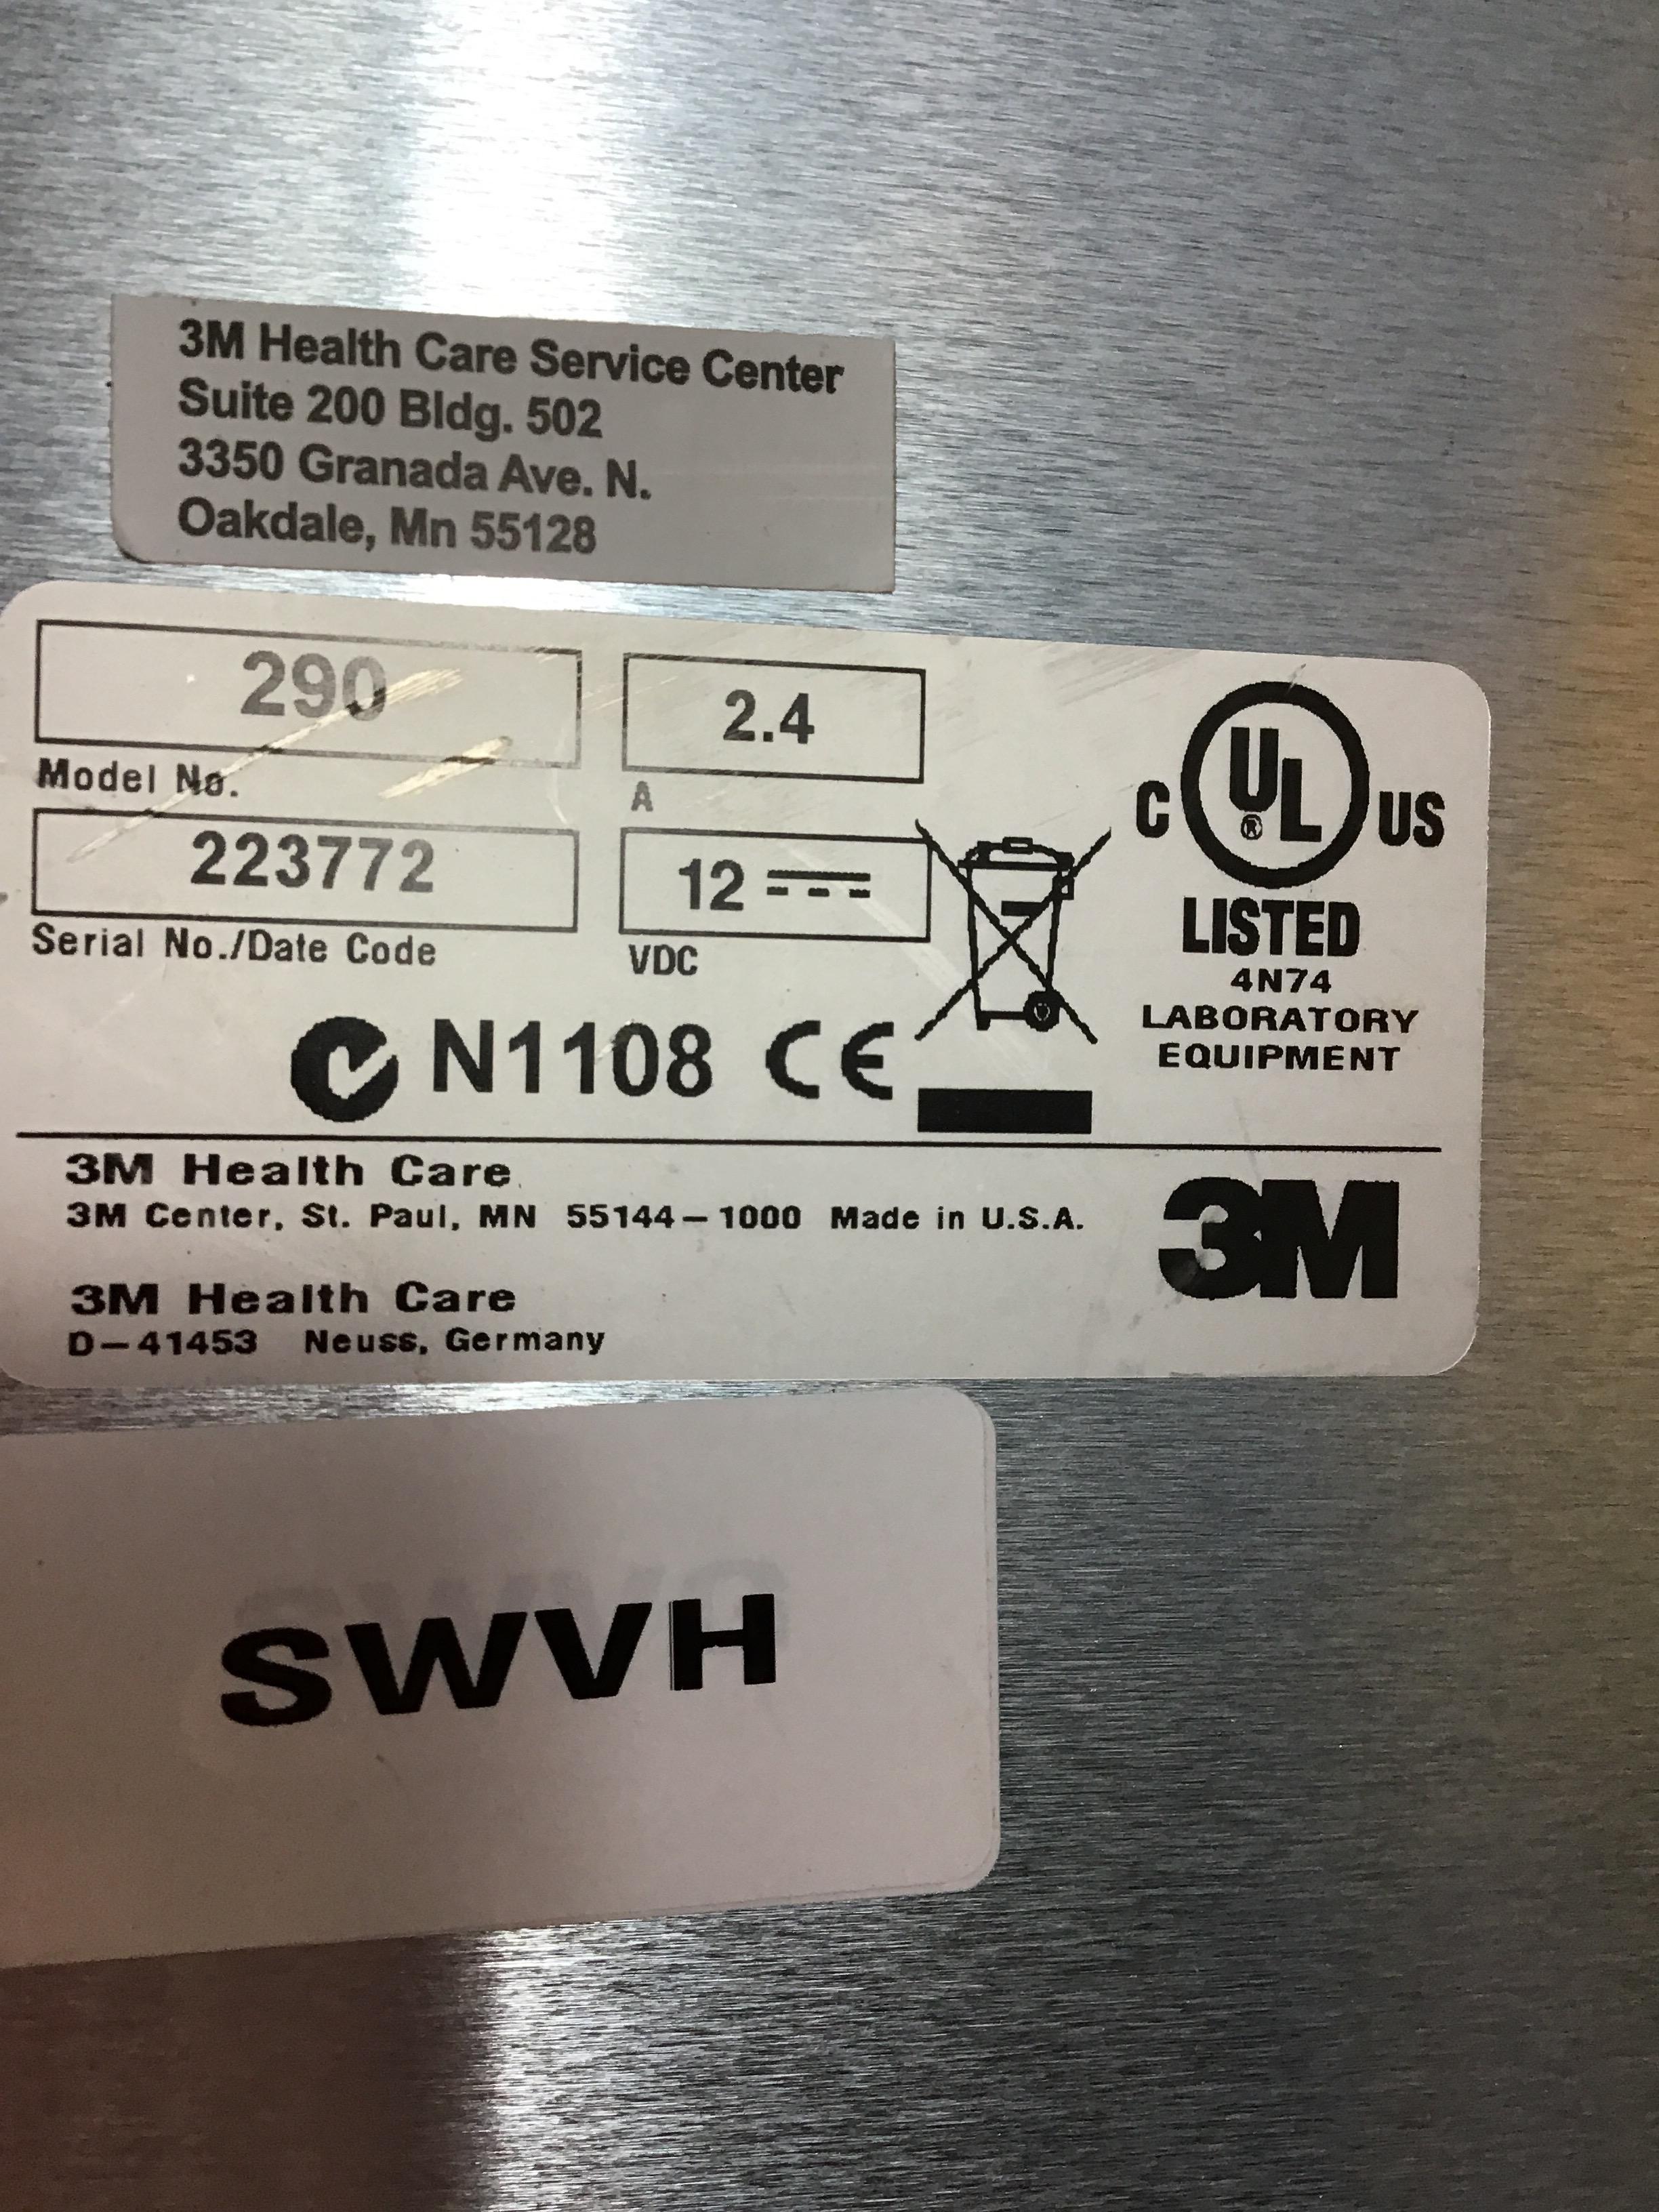 3M Health Care Service Center
Suite 200 Bldg. 502
3350 Granada Ave. N.
Oakdale, Mn 55128
290
Model No.
2.4
A
223772
Serial No./Date Code
12
VDC
C UL® US
LISTED
4N74
LABORATORY
EQUIPMENT
N1108 CE
3M Health Care
3M Center, St. Paul, MN 55144-1000 Made in U.S.A.
3M
3M Health Care
D-41453 Neuss, Germany
SWVH